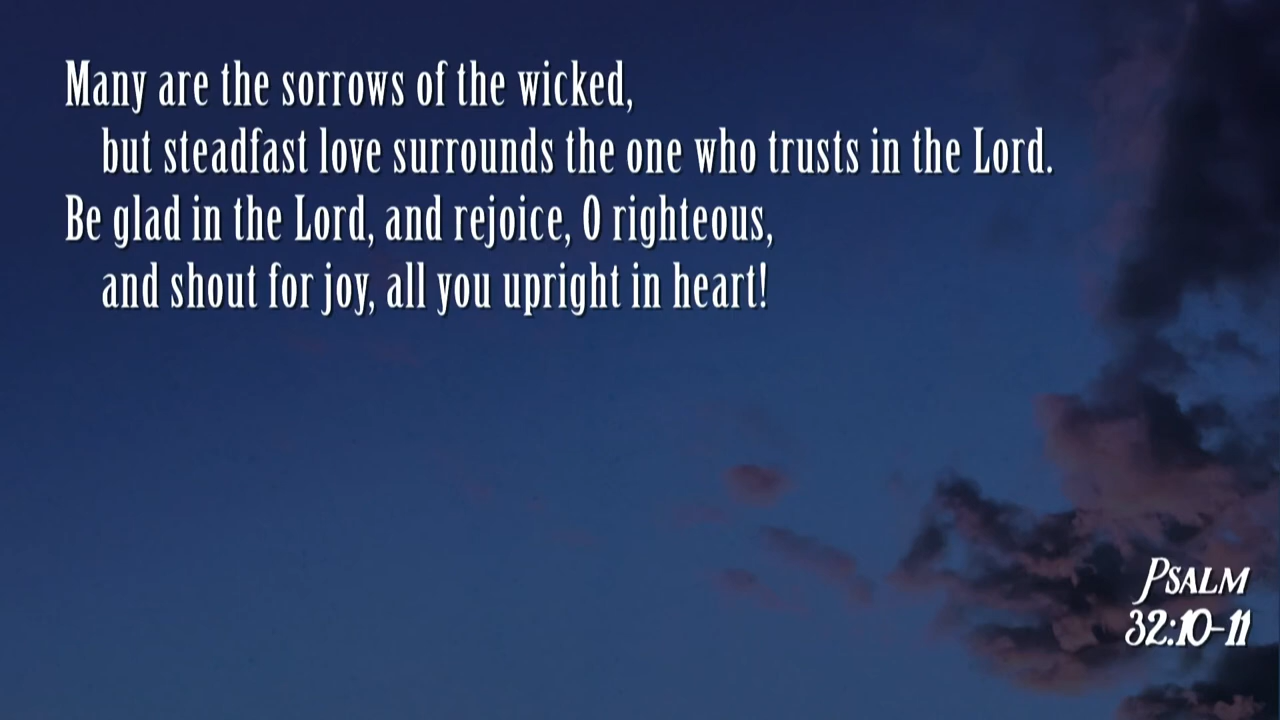 Many are the sorrows of the wicked,
but steadfast love surrounds the one who trusts in the Lord.
Be glad in the Lord, and rejoice, O righteous,
and shout for joy, all you upright in heart!
Psalm
32:10-11